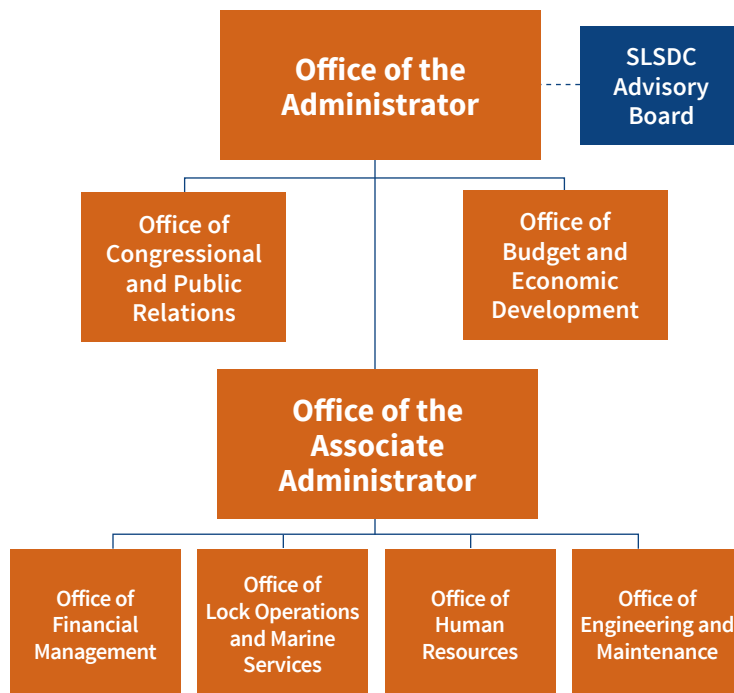 Office of the
Administrator
SLSDC
Advisory
Board
Office of
Congressional
and Public
Relations
Office of
Budget and
Economic
Development
Office of the
Associate
Administrator
Office of
Financial
Management
Office of
Lock Operations
and Marine
Services
Office of
Human
Resources
Office of
Engineering and
Maintenance